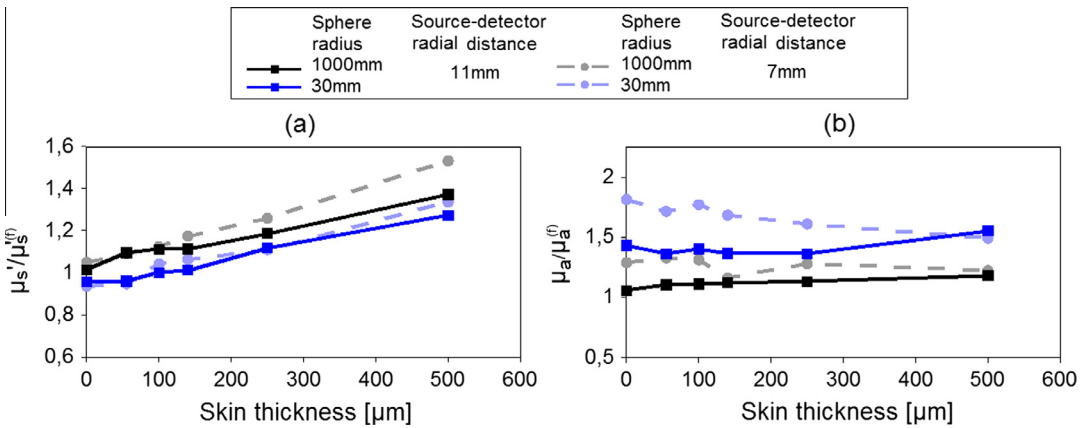 Sphere radius Source-detector radial distance Sphere radius Source-detector radial distance
1000mm 11mm 1000mm 7mm
30mm 30mm
(a)
1,6
1,4
1,2
1
0,8
0,6
μs'/μ's(f)
0 100 200 300 400 500 600
Skin thickness [μm]
(b)
2
1,5
1
0,5
μa/μa(f)
0 100 200 300 400 500 600
Skin thickness [μm]